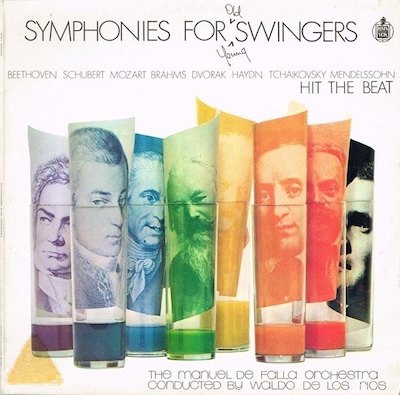 Old
SYMPHONIES FOR SWINGERS
Young
BEETHOVEN SCHUBERT MOZART BRAHMS DVORAK HAYDN TCHAIKOVSKY MENDELSSOHN
HIT THE BEAT
THE MANUEL DE FALLA ORCHESTRA
CONDUCTED BY WALDO DE LOS RIOS